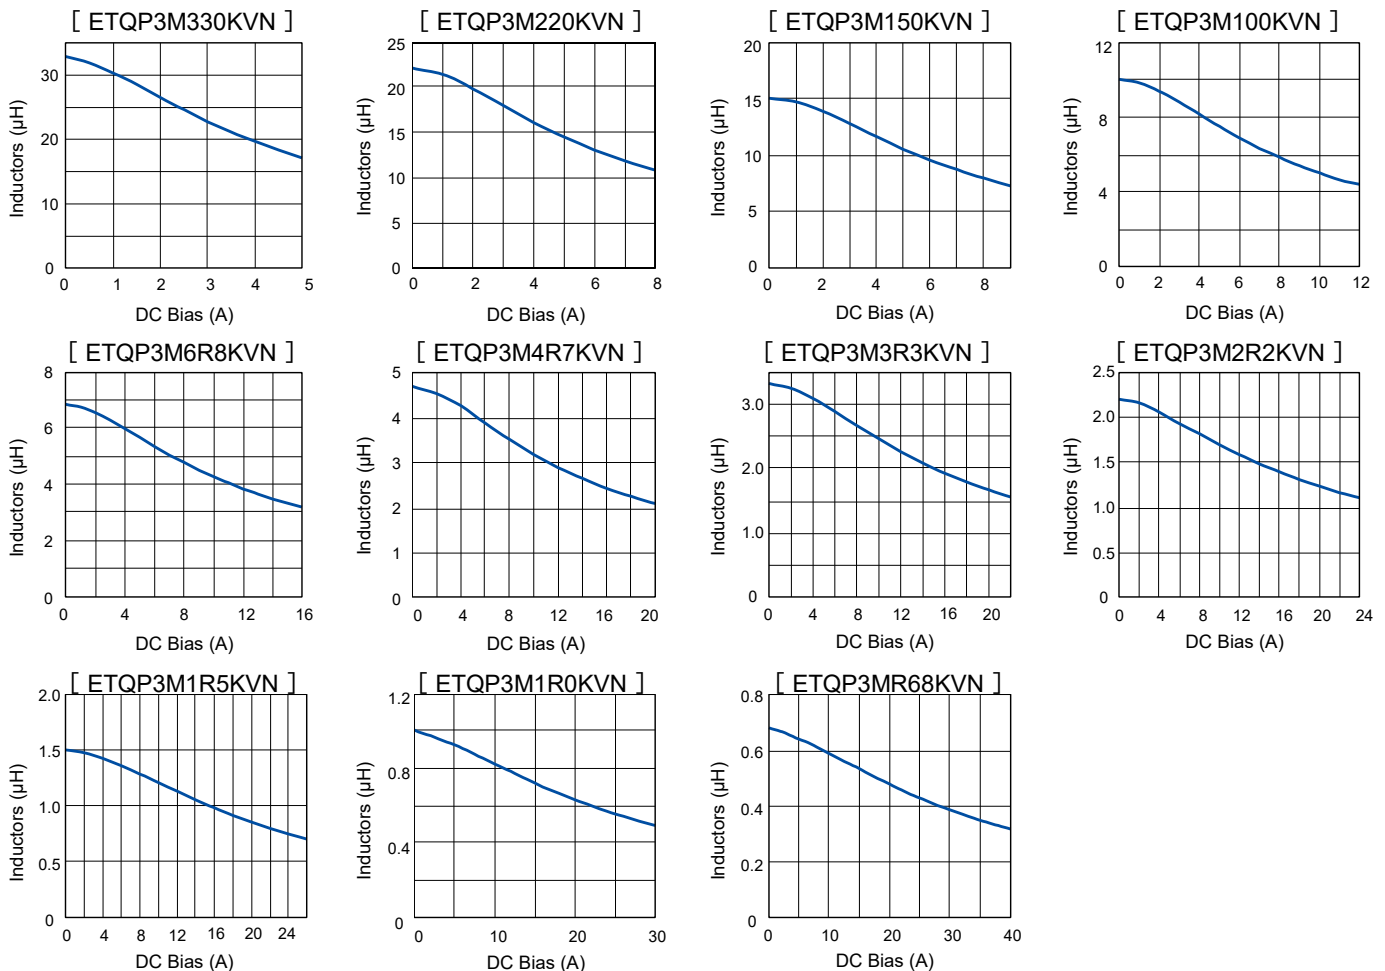 [ ETQP3M330KVN ]
Inductors (μH)
30
20
10
0
0 1 2 3 4 5
DC Bias (A)
[ ETQP3M220KVN ]
Inductors (μH)
25
20
15
10
5
0
0 2 4 6 8
DC Bias (A)
[ ETQP3M150KVN ]
Inductors (μH)
20
15
10
5
0
0 2 4 6 8
DC Bias (A)
[ ETQP3M100KVN ]
Inductors (μH)
12
8
4
0
0 2 4 6 8 10 12
DC Bias (A)
[ ETQP3M6R8KVN ]
Inductors (μH)
8
6
4
2
0
0 4 8 12 16
DC Bias (A)
[ ETQP3M4R7KVN ]
Inductors (μH)
5
4
3
2
1
0
0 4 8 12 16 20
DC Bias (A)
[ ETQP3M3R3KVN ]
Inductors (μH)
3.0
2.0
1.0
0
0 4 8 12 16 20
DC Bias (A)
[ ETQP3M2R2KVN ]
Inductors (μH)
2.5
2.0
1.5
1.0
0.5
0
0 4 8 12 16 20 24
DC Bias (A)
[ ETQP3M1R5KVN ]
Inductors (μH)
2.0
1.5
1.0
0.5
0
0 4 8 12 16 20 24
DC Bias (A)
[ ETQP3M1R0KVN ]
Inductors (μH)
1.2
0.8
0.4
0
0 10 20 30
DC Bias (A)
[ ETQP3MR68KVN ]
Inductors (μH)
0.8
0.6
0.4
0.2
0
0 10 20 30 40
DC Bias (A)